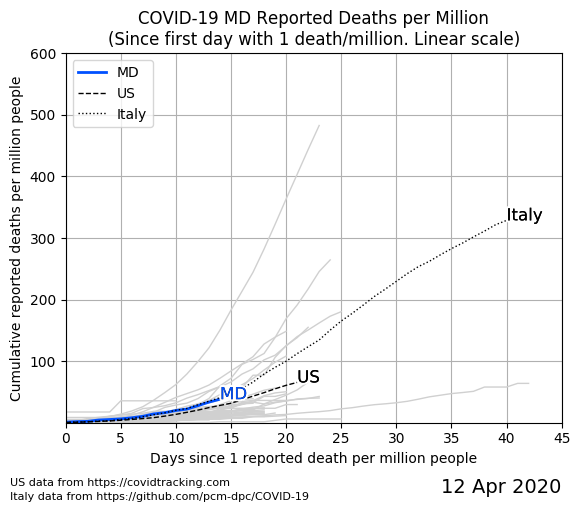 COVID-19 MD Reported Deaths per Million
(Since first day with 1 death/million. Linear scale)
Cumulative reported deaths per million people
600
500
400
300
200
100
MD
US
Italy
Italy
US
MD
0 5 10 15 20 25 30 35 40 45
Days since 1 reported death per million people
US data from https://covidtracking.com
Italy data from https://github.com/pcm-dpc/COVID-19
12 Apr 2020